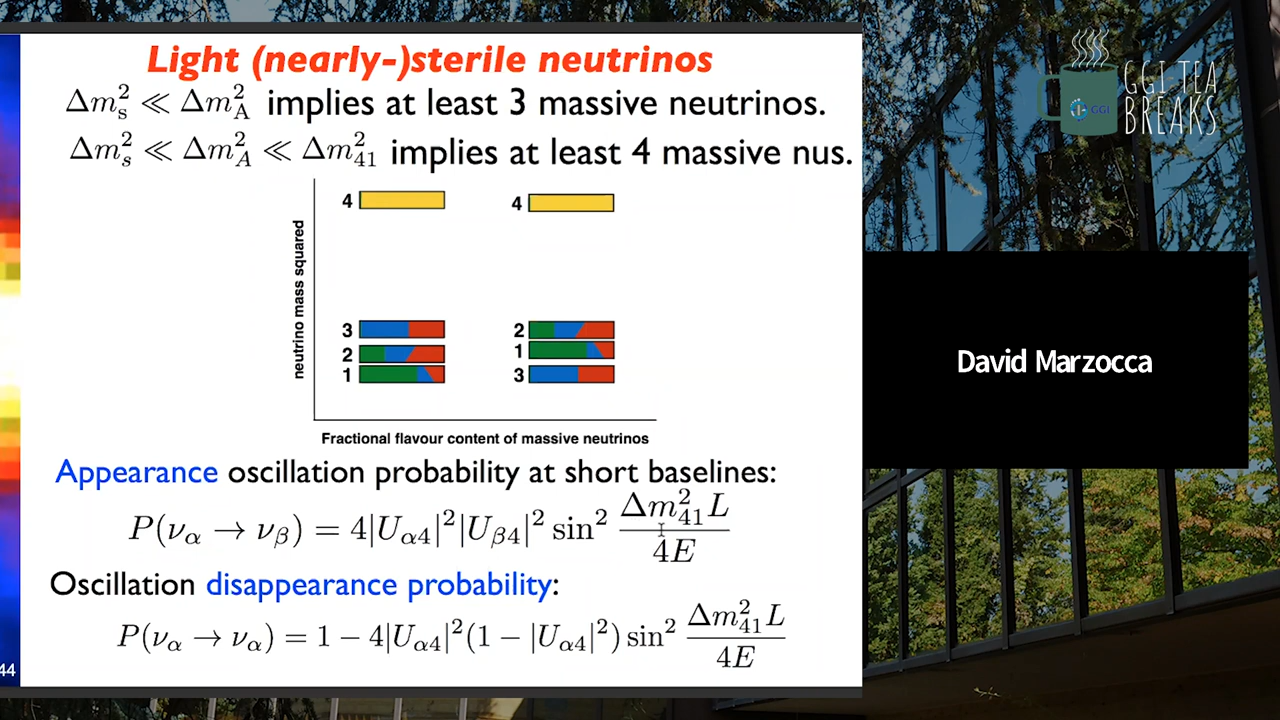 Light (nearly-)sterile neutrinos
Δm²ₛ ≪ Δm²_A implies at least 3 massive neutrinos.
Δm²ₛ ≪ Δm²_A ≪ Δm²₄₁ implies at least 4 massive nus.
4 4
3 2
2 1
1 3
neutrino mass squared
Fractional flavour content of massive neutrinos
Appearance oscillation probability at short baselines:
P(ν_α → ν_β) = 4|U_α4|²|U_β4|² sin² Δm²₄₁L / 4E
Oscillation disappearance probability:
P(ν_α → ν_α) = 1 − 4|U_α4|²(1 − |U_α4|²) sin² Δm²₄₁L / 4E
44
GGI
GGI TEA
BREAKS
David Marzocca